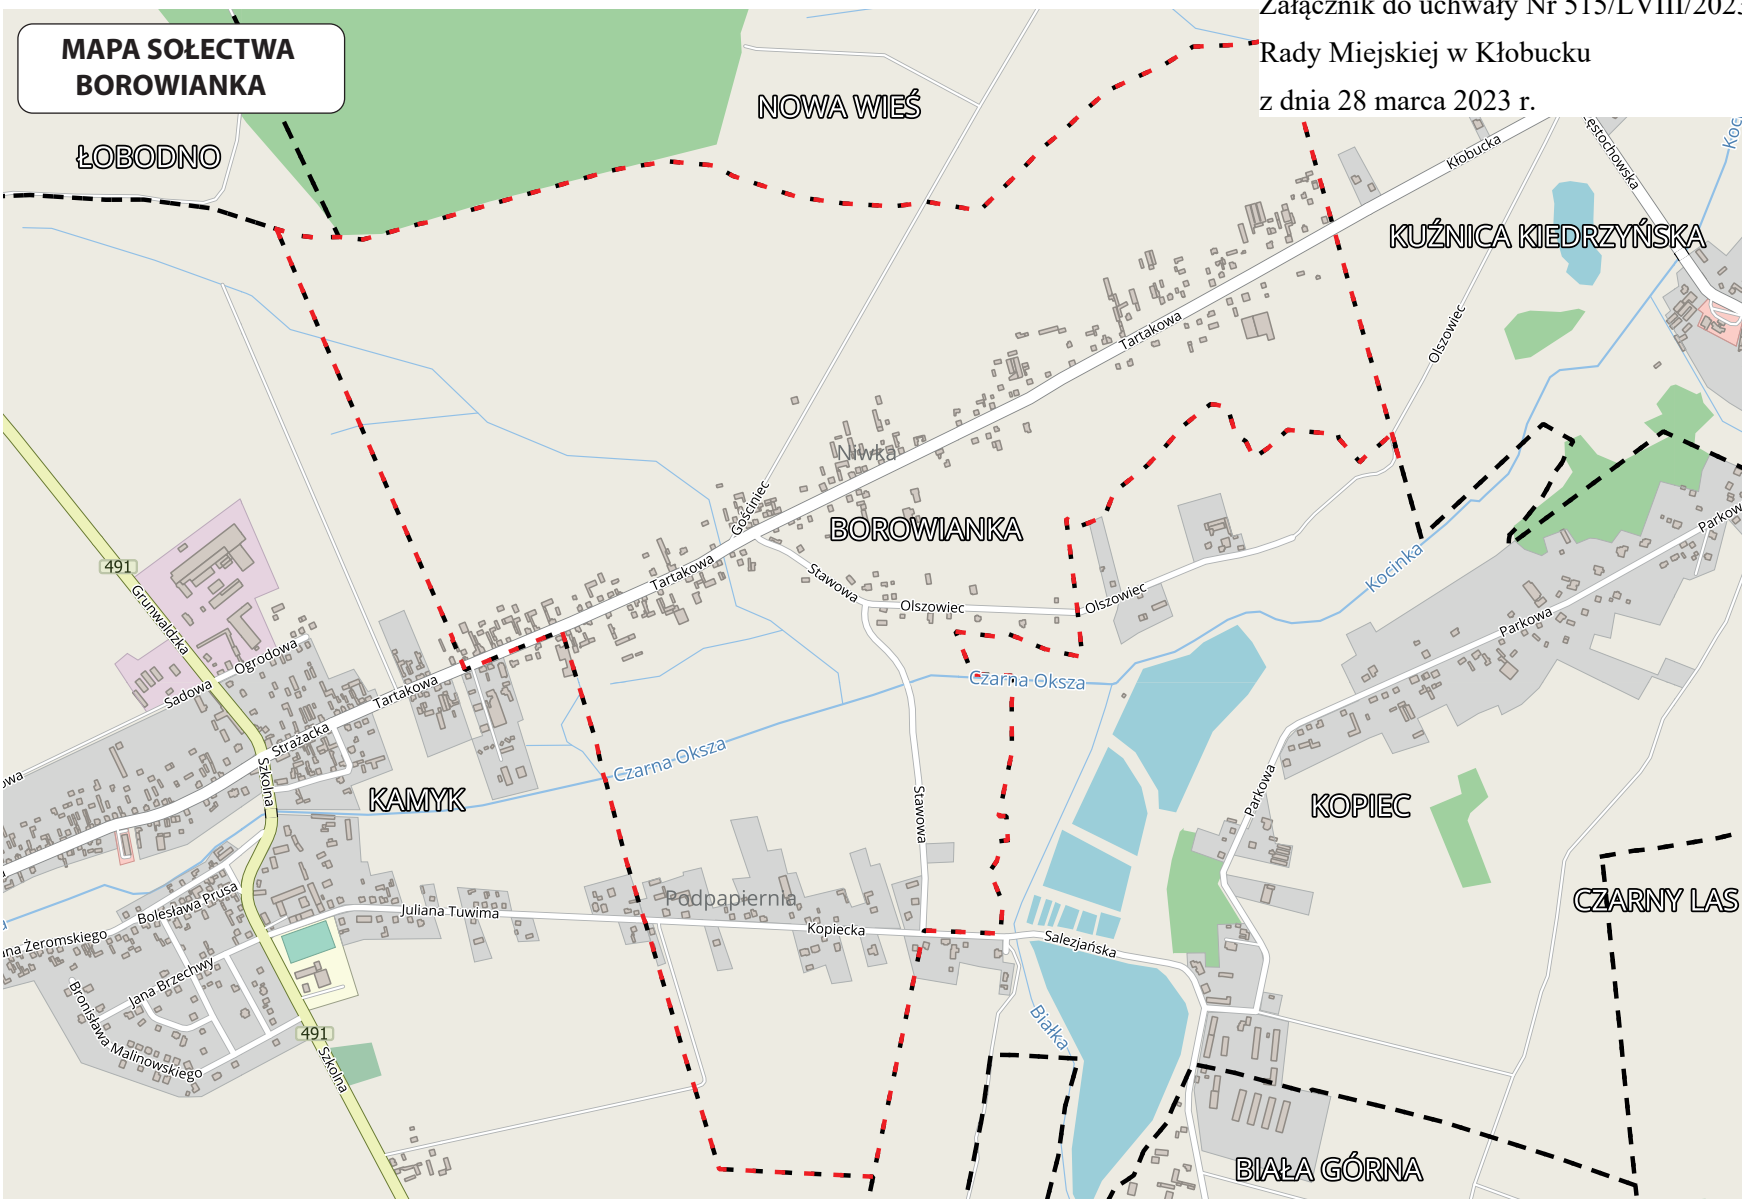 Załącznik do uchwały Nr 515/LVIII/2023
Rady Miejskiej w Kłobucku
z dnia 28 marca 2023 r.
MAPA SOŁECTWA
BOROWIANKA
NOWA WIEŚ
ŁOBODNO
Kłobucka
KUŹNICA KIEDRZYŃSKA
Olszowiec
Tartakowa
Niwka
Gościniec
BOROWIANKA
491
Grunwaldzka
Tartakowa
Stawowa
Olszowiec
Olszowiec
Kocinka
Parkowa
Ogrodowa
Sadowa
Tartakowa
Czarna Oksza
Strażacka
Czarna Oksza
Szkolna
KAMYK
Stawowa
Parkowa
KOPIEC
Bolesława Prusa
Podpapiernia
Juliana Tuwima
Kopiecka
Salezjańska
CZARNY LAS
Jana Brzechwy
Bronisława Malinowskiego
491
Szkolna
Białka
BIAŁA GÓRNA